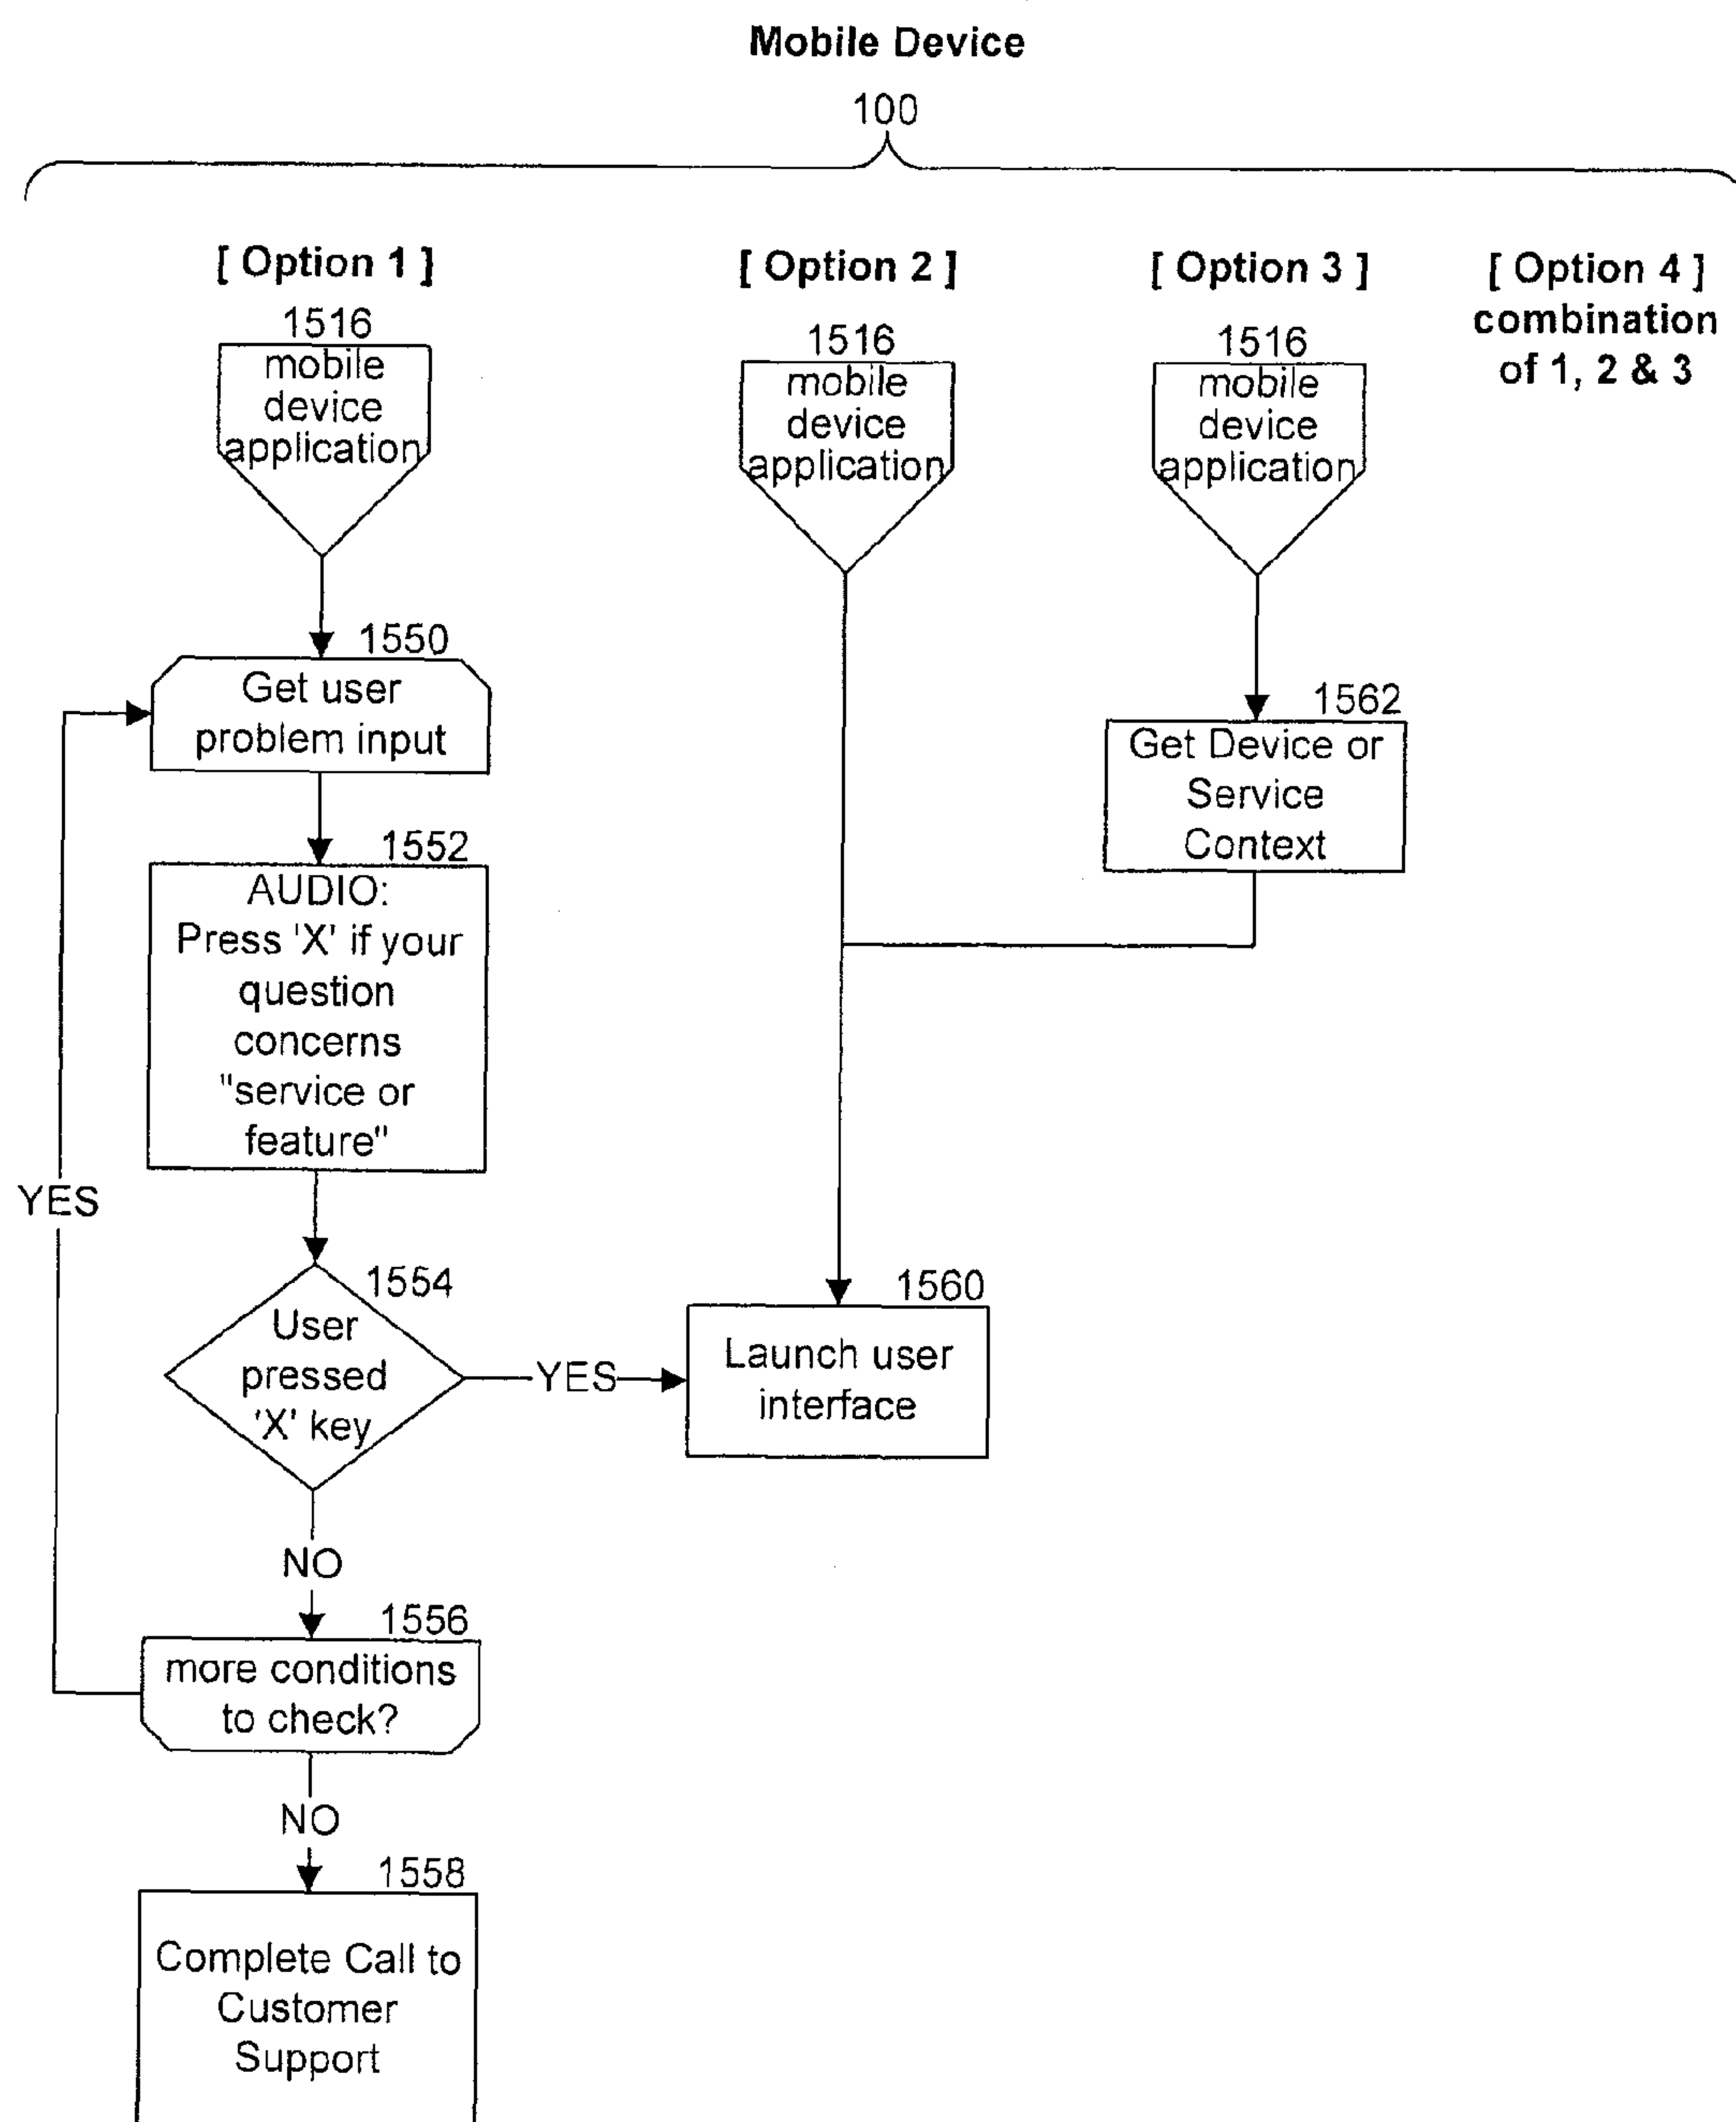 Mobile Device
100
[ Option 1 ]
1516
mobile
device
application
1550
Get user
problem input
1552
AUDIO:
Press 'X' if your
question
concerns
"service or
feature"
YES
1554
User
pressed
'X' key
YES
NO
1556
more conditions
to check?
NO
1558
Complete Call to
Customer
Support
[ Option 2 ]
1516
mobile
device
application
1560
Launch user
interface
[ Option 3 ]
1516
mobile
device
application
1562
Get Device or
Service
Context
[ Option 4 ]
combination
of 1, 2 & 3